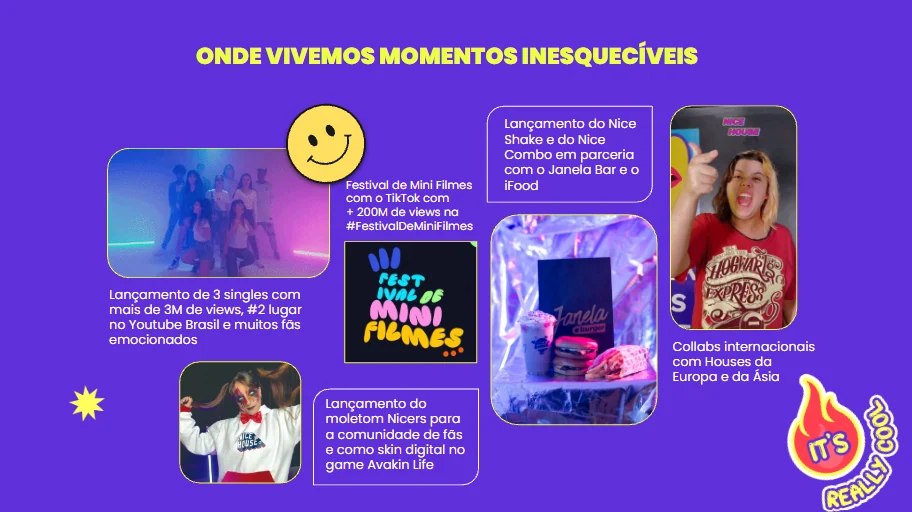 ONDE VIVEMOS MOMENTOS INESQUECÍVEIS
Lançamento de 3 singles com
mais de 3M de views, #2 lugar
no Youtube Brasil e muitos fãs
emocionados
Festival de Mini Filmes
com o TikTok com
+ 200M de views na
#FestivalDeMiniFilmes
FEST
IVAL DE
MINI
FILMES
NICE
HOUSE
Lançamento do
moletom Nicers para
a comunidade de fãs
e como skin digital no
game Avakin Life
Lançamento do Nice
Shake e do Nice
Combo em parceria
com o Janela Bar e o
iFood
Janela
NICE
HOUSE
HOGWARTS
EXPRESS
Collabs internacionais
com Houses da
Europa e da Ásia
IT'S
REALLY COOL